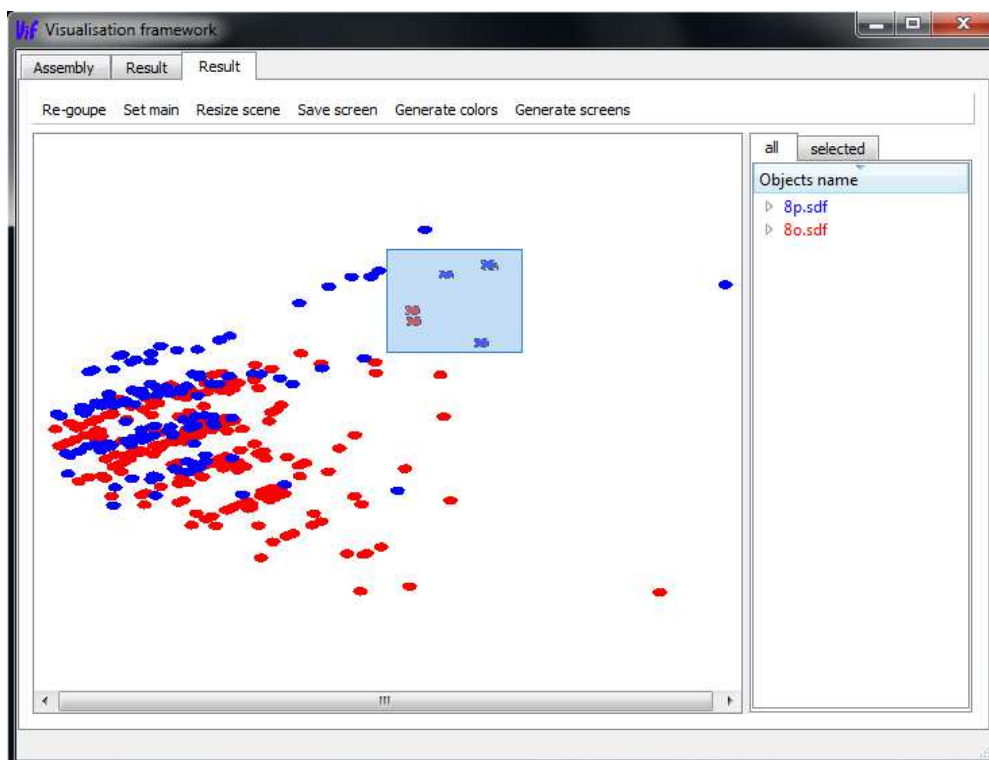 Vif Visualisation framework
Assembly Result Result
Re-goupe Set main Resize scene Save screen Generate colors Generate screens
all selected
Objects name
8p.sdf
8o.sdf